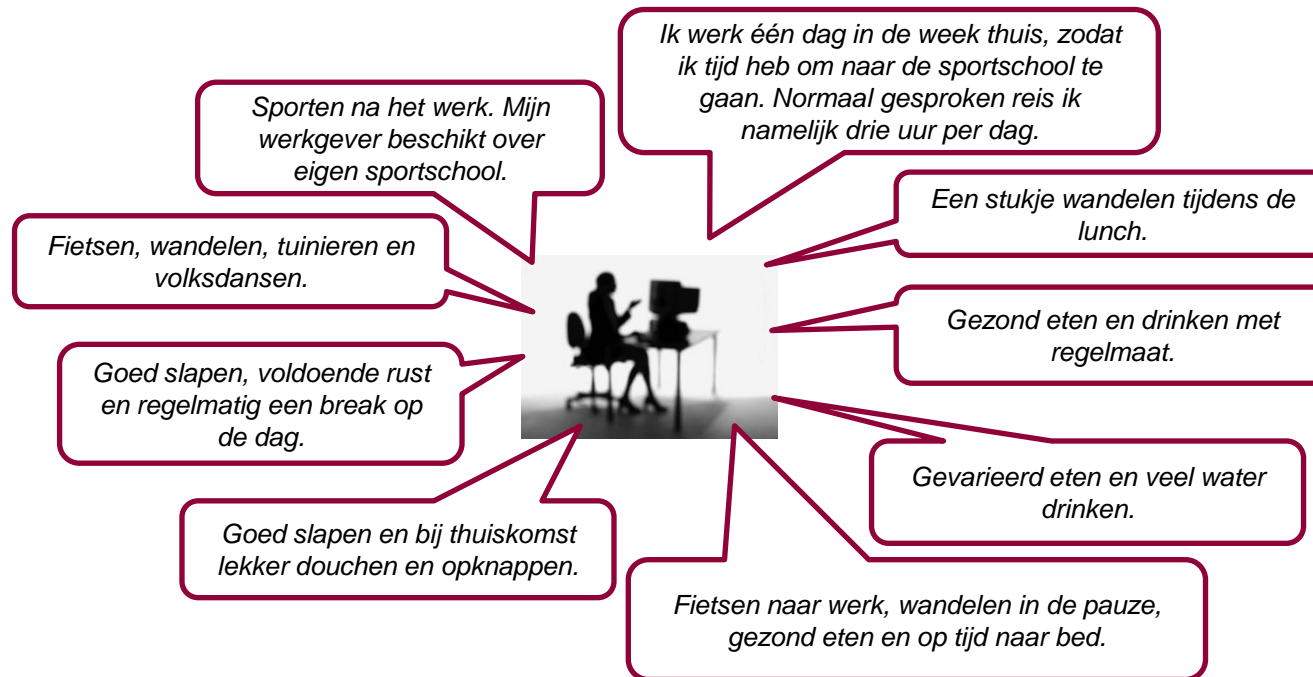 Ik werk één dag in de week thuis, zodat
ik tijd heb om naar de sportschool te
gaan. Normaal gesproken reis ik
namelijk drie uur per dag.
Sporten na het werk. Mijn
werkgever beschikt over
eigen sportschool.
Een stukje wandelen tijdens de
lunch.
Fietsen, wandelen, tuinieren en
volksdansen.
Gezond eten en drinken met
regelmaat.
Goed slapen, voldoende rust
en regelmatig een break op
de dag.
Gevarieerd eten en veel water
drinken.
Goed slapen en bij thuiskomst
lekker douchen en opknappen.
Fietsen naar werk, wandelen in de pauze,
gezond eten en op tijd naar bed.